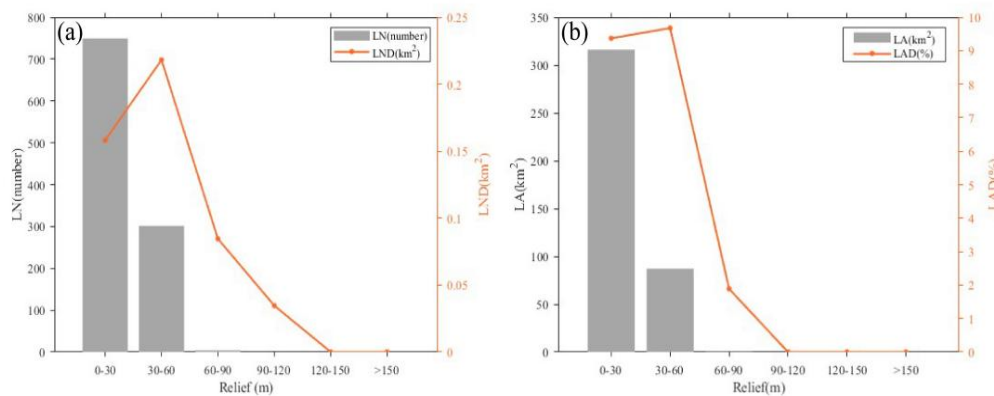 (a)
LN(number)
LND(km²)
800
700
600
500
400
300
200
100
0
LN(number)
0.25
0.2
0.15
0.1
0.05
0
LND(km²)
0-30 30-60 60-90 90-120 120-150 >150
Relief (m)
(b)
LA(km²)
LAD(%)
350
300
250
200
150
100
50
0
LA(km²)
10
9
8
7
6
5
4
3
2
1
0
LAD(%)
0-30 30-60 60-90 90-120 120-150 >150
Relief(m)